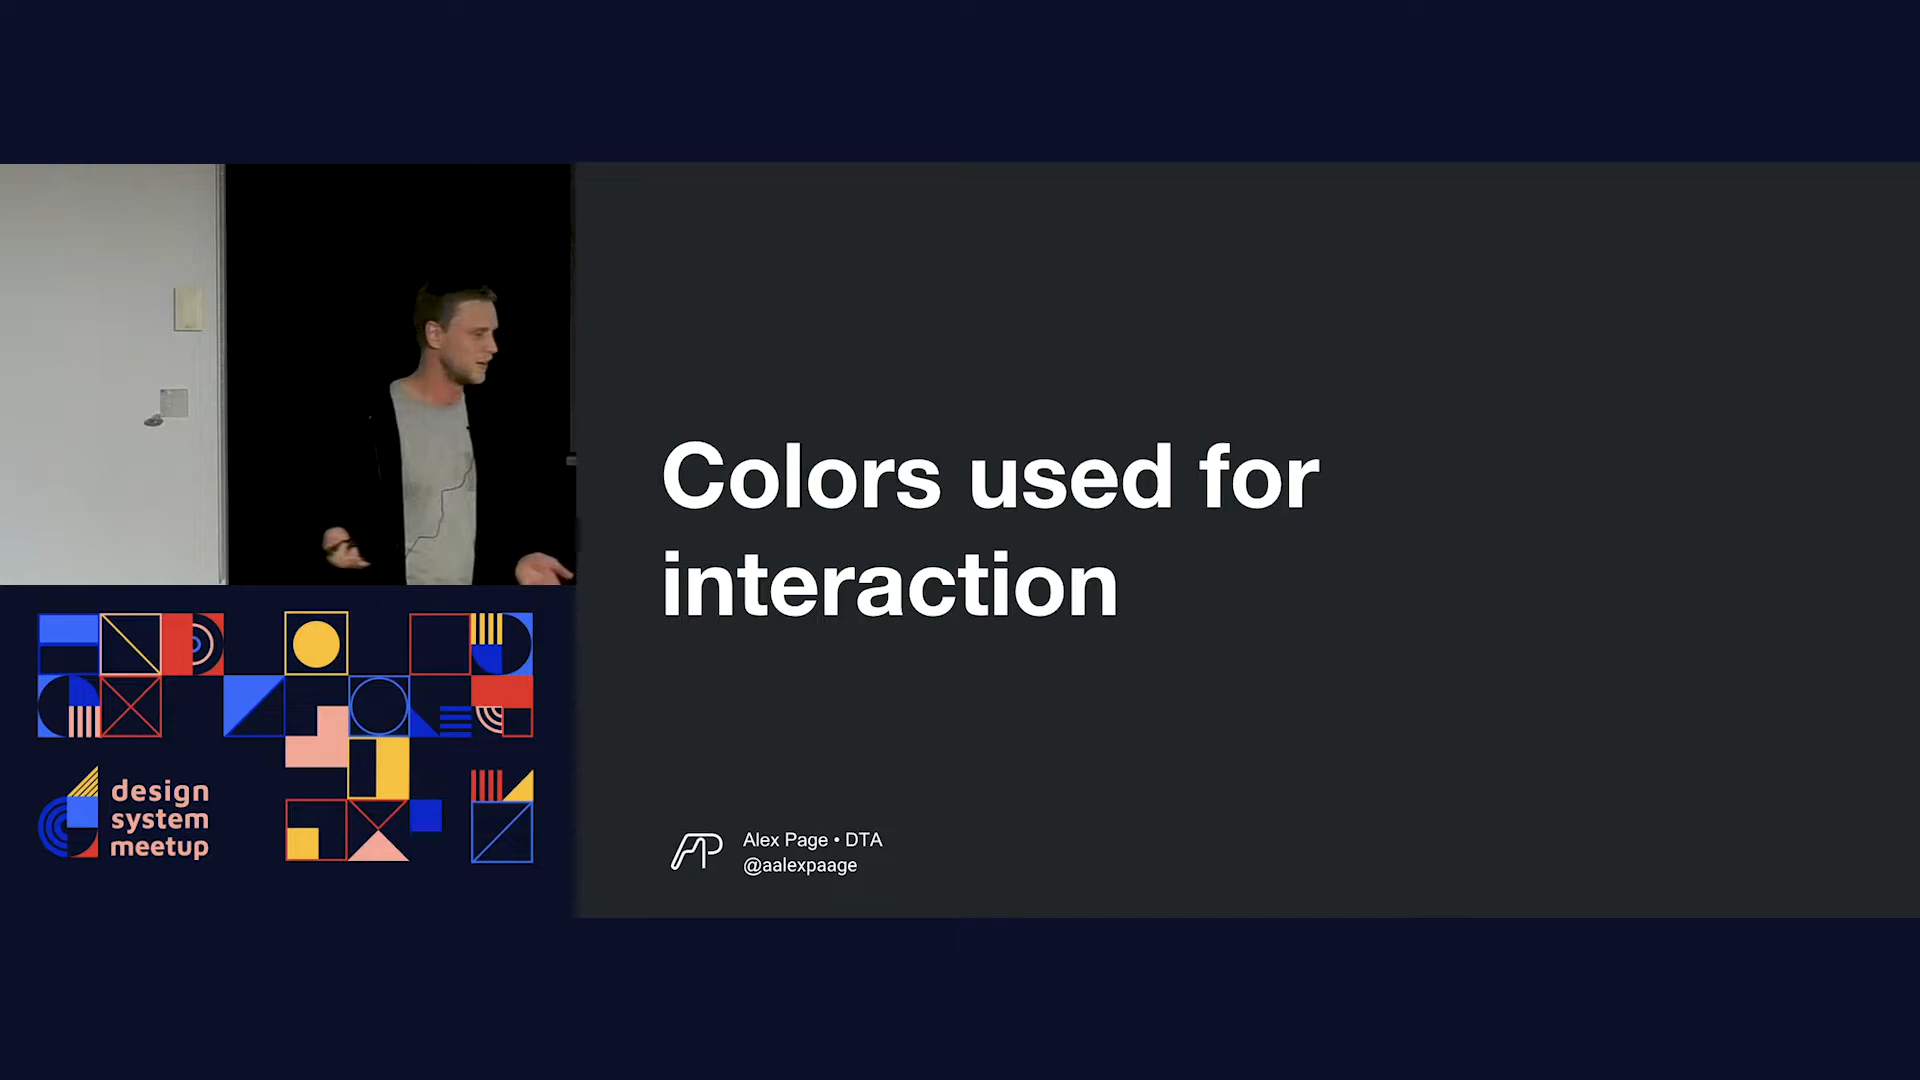 Colors used for
interaction
Alex Page • DTA
@aalexpaage
design
system
meetup